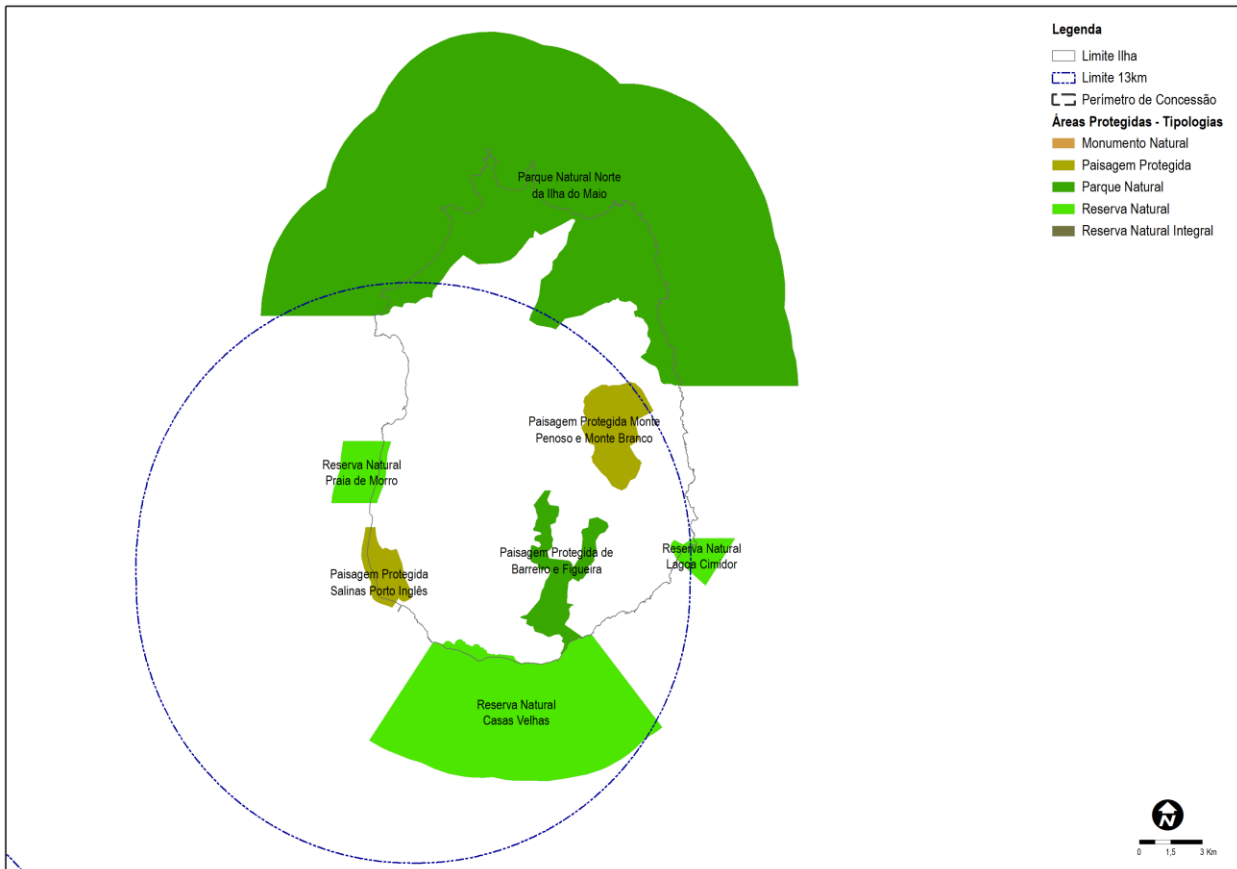 Legenda
Limite Ilha
Limite 13km
Perímetro de Concessão
Áreas Protegidas - Tipologias
Monumento Natural
Paisagem Protegida
Parque Natural
Reserva Natural
Reserva Natural Integral
Parque Natural Norte
da Ilha do Maio
Paisagem Protegida Monte
Penoso e Monte Branco
Reserva Natural
Praia de Morro
Paisagem Protegida de
Barreiro e Figueira
Reserva Natural
Lagoa Cimidor
Paisagem Protegida
Salinas Porto Inglês
Reserva Natural
Casas Velhas
N
0 1,5 3 Km